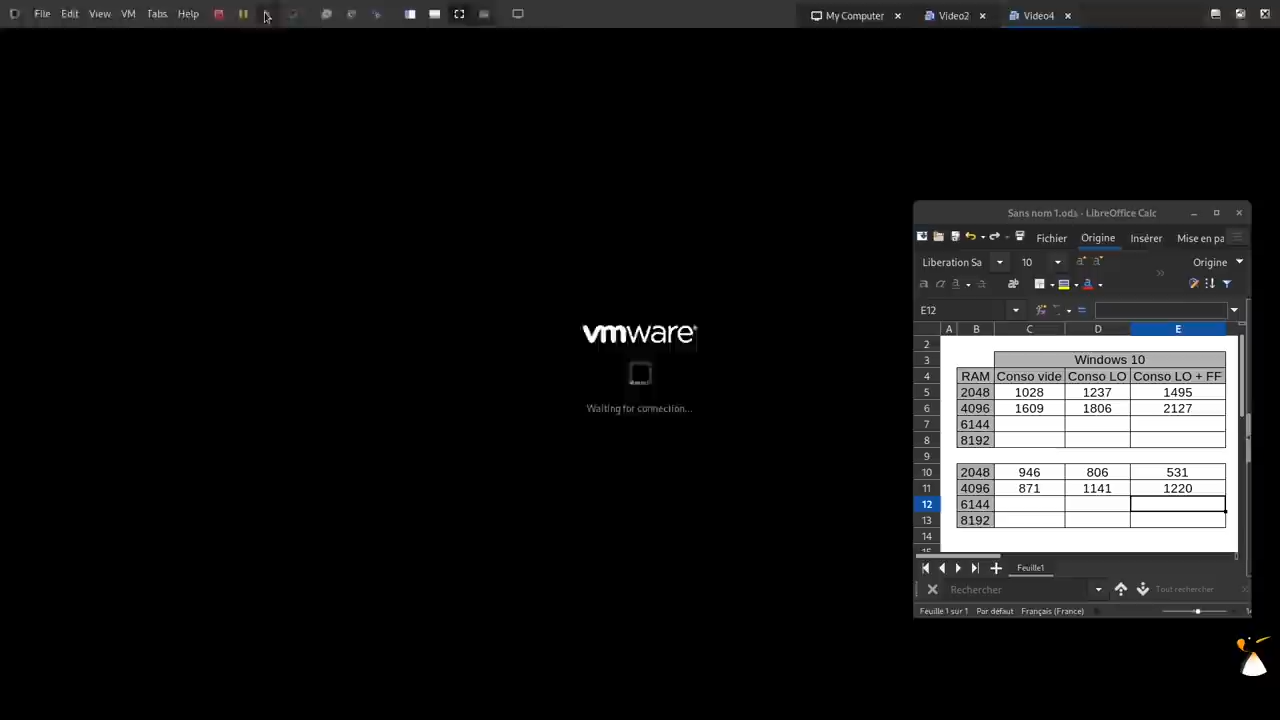 File Edit View VM Tabs Help
My Computer Video2 Video4
vmware
Waiting for connection...
Sans nom 1.ods - LibreOffice Calc
Fichier Origine Insérer Mise en pa
Liberation Sa 10 Origine
E12
A B C D E
2
3 Windows 10
4 RAM Conso vide Conso LO Conso LO + FF
5 2048 1028 1237 1495
6 4096 1609 1806 2127
7 6144
8 8192
9
10 2048 946 806 531
11 4096 871 1141 1220
12 6144
13 8192
14
15
Feuille1
Rechercher Tout rechercher
Feuille 1 sur 1 Par défaut Français (France)